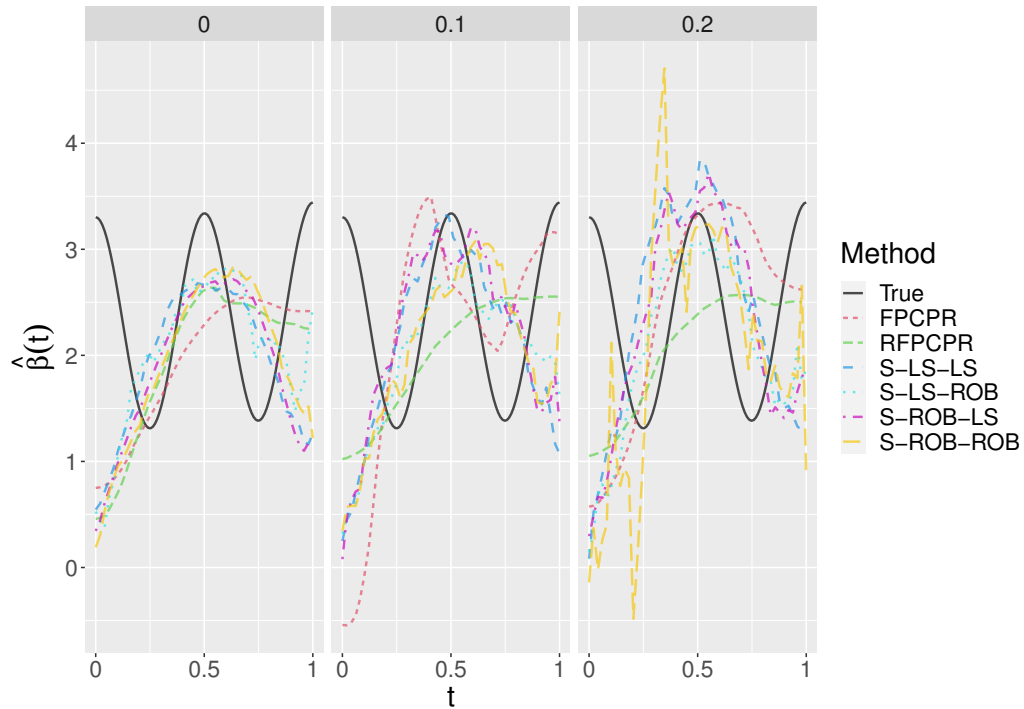 0
0.1
0.2
4
3
2
1
0
β̂(t)
0
0.5
1
0
0.5
1
0
0.5
1
t
Method
True
FPCPR
RFPCPR
S−LS−LS
S−LS−ROB
S−ROB−LS
S−ROB−ROB